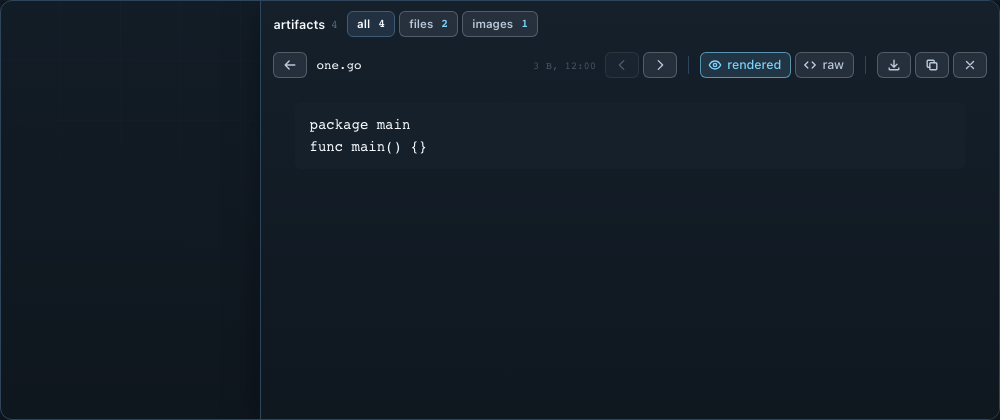 artifacts 4 all 4 files 2 images 1
one.go 3 B, 12:00 rendered raw
package main
func main() {}